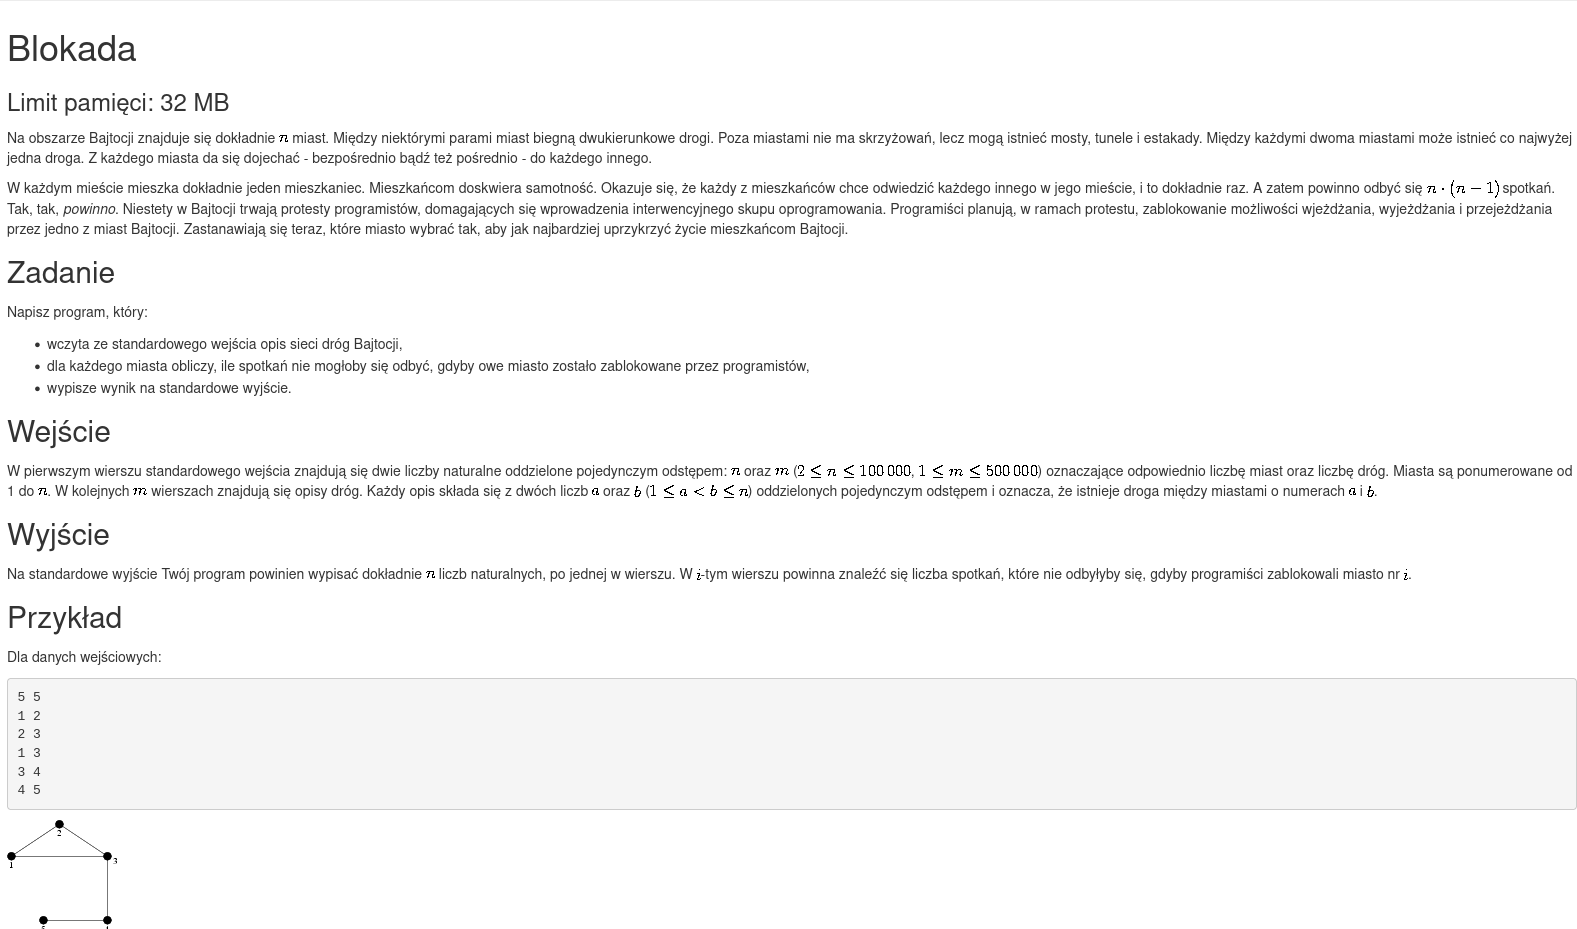 Blokada
Limit pamięci: 32 MB
Na obszarze Bajtocji znajduje się dokładnie n miast. Między niektórymi parami miast biegną dwukierunkowe drogi. Poza miastami nie ma skrzyżowań, lecz mogą istnieć mosty, tunele i estakady. Między każdymi dwoma miastami może istnieć co najwyżej
jedna droga. Z każdego miasta da się dojechać - bezpośrednio bądź też pośrednio - do każdego innego.
W każdym mieście mieszka dokładnie jeden mieszkaniec. Mieszkańcom doskwiera samotność. Okazuje się, że każdy z mieszkańców chce odwiedzić każdego innego w jego mieście, i to dokładnie raz. A zatem powinno odbyć się n · (n − 1) spotkań.
Tak, tak, powinno. Niestety w Bajtocji trwają protesty programistów, domagających się wprowadzenia interwencyjnego skupu oprogramowania. Programiści planują, w ramach protestu, zablokowanie możliwości wjeżdżania, wyjeżdżania i przejeżdżania
przez jedno z miast Bajtocji. Zastanawiają się teraz, które miasto wybrać tak, aby jak najbardziej uprzykrzyć życie mieszkańcom Bajtocji.
Zadanie
Napisz program, który:
• wczyta ze standardowego wejścia opis sieci dróg Bajtocji,
• dla każdego miasta obliczy, ile spotkań nie mogłoby się odbyć, gdyby owe miasto zostało zablokowane przez programistów,
• wypisze wynik na standardowe wyjście.
Wejście
W pierwszym wierszu standardowego wejścia znajdują się dwie liczby naturalne oddzielone pojedynczym odstępem: n oraz m (2 ≤ n ≤ 100 000, 1 ≤ m ≤ 500 000) oznaczające odpowiednio liczbę miast oraz liczbę dróg. Miasta są ponumerowane od
1 do n. W kolejnych m wierszach znajdują się opisy dróg. Każdy opis składa się z dwóch liczb a oraz b (1 ≤ a < b ≤ n) oddzielonych pojedynczym odstępem i oznacza, że istnieje droga między miastami o numerach a i b.
Wyjście
Na standardowe wyjście Twój program powinien wypisać dokładnie n liczb naturalnych, po jednej w wierszu. W i-tym wierszu powinna znaleźć się liczba spotkań, które nie odbyłyby się, gdyby programiści zablokowali miasto nr i.
Przykład
Dla danych wejściowych:
5 5
1 2
2 3
1 3
3 4
4 5
2
1
3